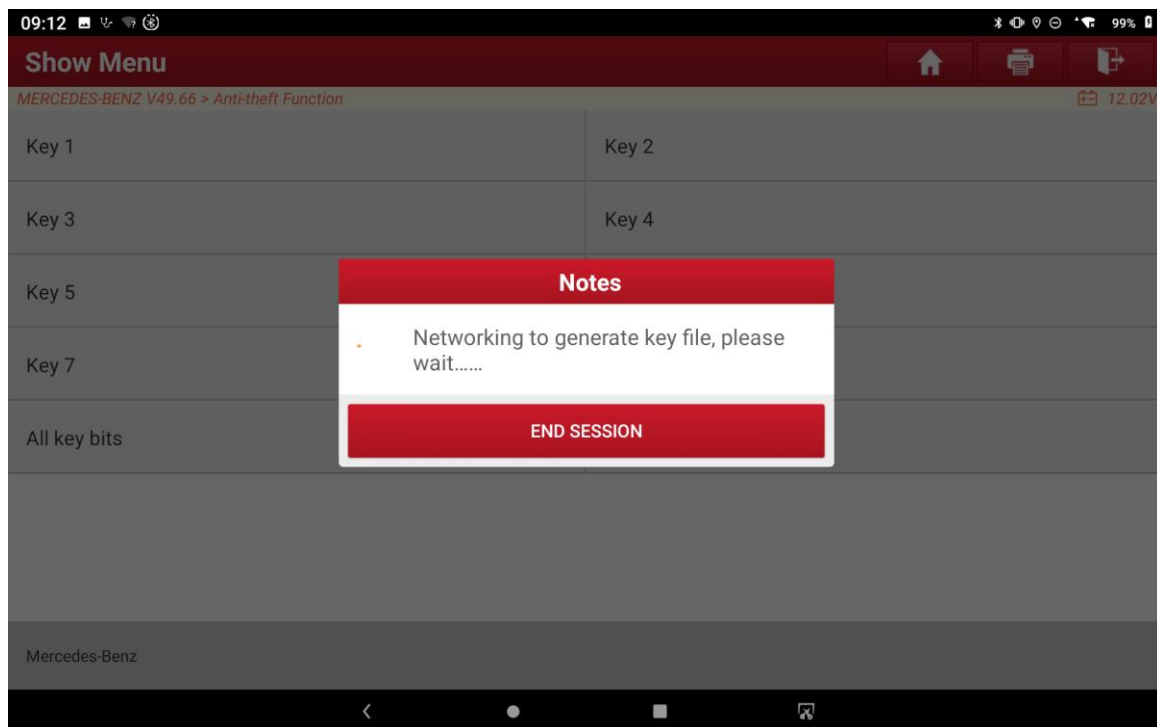 09:12
99%
Show Menu
MERCEDES-BENZ V49.66 > Anti-theft Function
12.02V
Key 1
Key 2
Key 3
Key 4
Key 5
Notes
Networking to generate key file, please
wait......
Key 7
END SESSION
All key bits
Mercedes-Benz